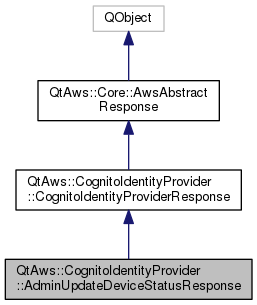 QObject
QtAws::Core::AwsAbstract
Response
QtAws::CognitoIdentityProvider
::CognitoIdentityProviderResponse
QtAws::CognitoIdentityProvider
::AdminUpdateDeviceStatusResponse